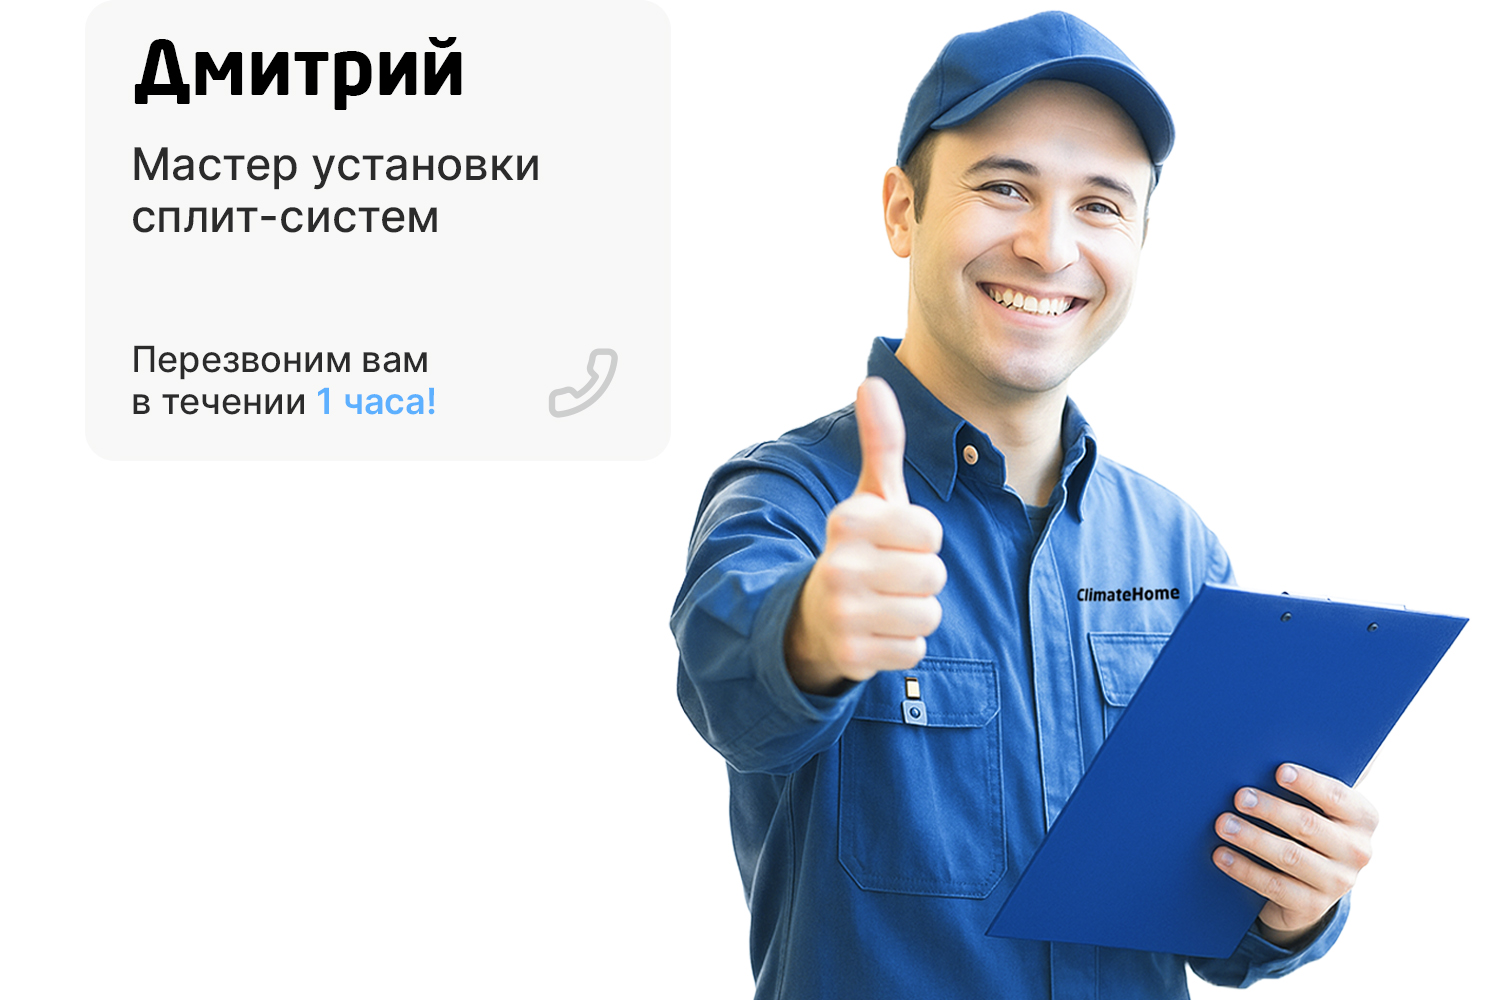 Дмитрий
Мастер установки
сплит-систем
Перезвоним вам
в течении 1 часа!
ClimateHome